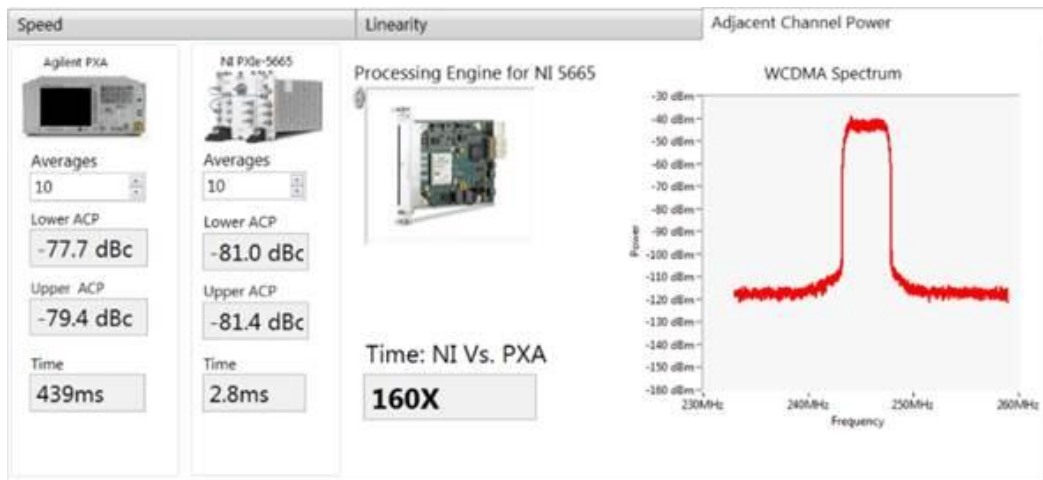 Speed
Linearity
Adjacent Channel Power
Agilent PXA
NI PXIe-5665
Averages
10
Lower ACP
-77.7 dBc
Upper ACP
-79.4 dBc
Time
439ms
Averages
10
Lower ACP
-81.0 dBc
Upper ACP
-81.4 dBc
Time
2.8ms
Processing Engine for NI 5665
Time: NI Vs. PXA
160X
WCDMA Spectrum
-30 dBm
-40 dBm
-50 dBm
-60 dBm
-70 dBm
-80 dBm
-90 dBm
-100 dBm
-110 dBm
-120 dBm
-130 dBm
-140 dBm
-150 dBm
-160 dBm
Power
230MHz
240MHz
250MHz
260MHz
Frequency